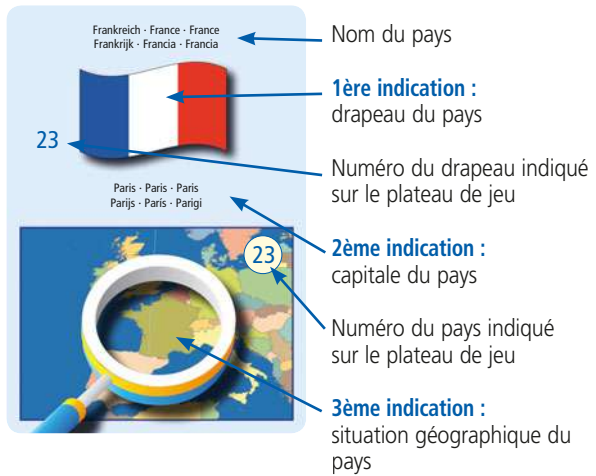 Frankreich · France · France
Frankrijk · Francia · Francia
23
Paris · Paris · Paris
Parijs · París · Parigi
23
Nom du pays
1ère indication :
drapeau du pays
Numéro du drapeau indiqué
sur le plateau de jeu
2ème indication :
capitale du pays
Numéro du pays indiqué
sur le plateau de jeu
3ème indication :
situation géographique du
pays